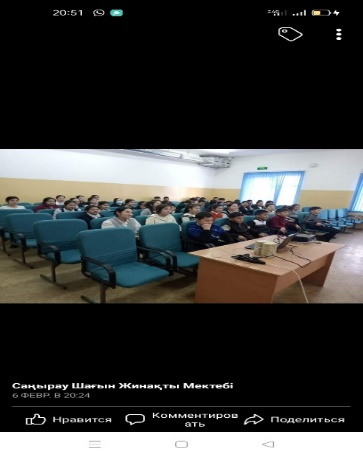 20:51
Саңырау Шағын Жинақты Мектебі
6 ФЕВР. В 20:24
Нравится
Комментиров
ать
Поделиться